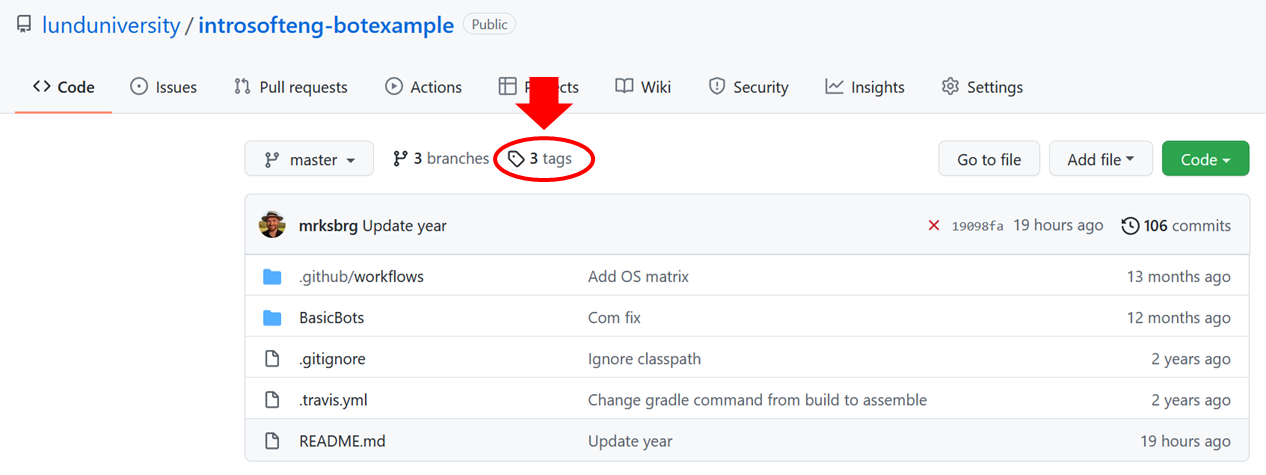 lunduniversity / introsofteng-botexample Public
Code Issues Pull requests Actions Wiki Security Insights Settings
master 3 branches 3 tags Go to file Add file Code
mrksbrg Update year 19098fa 19 hours ago 106 commits
.github/workflows Add OS matrix 13 months ago
BasicBots Com fix 12 months ago
.gitignore Ignore classpath 2 years ago
.travis.yml Change gradle command from build to assemble 2 years ago
README.md Update year 19 hours ago